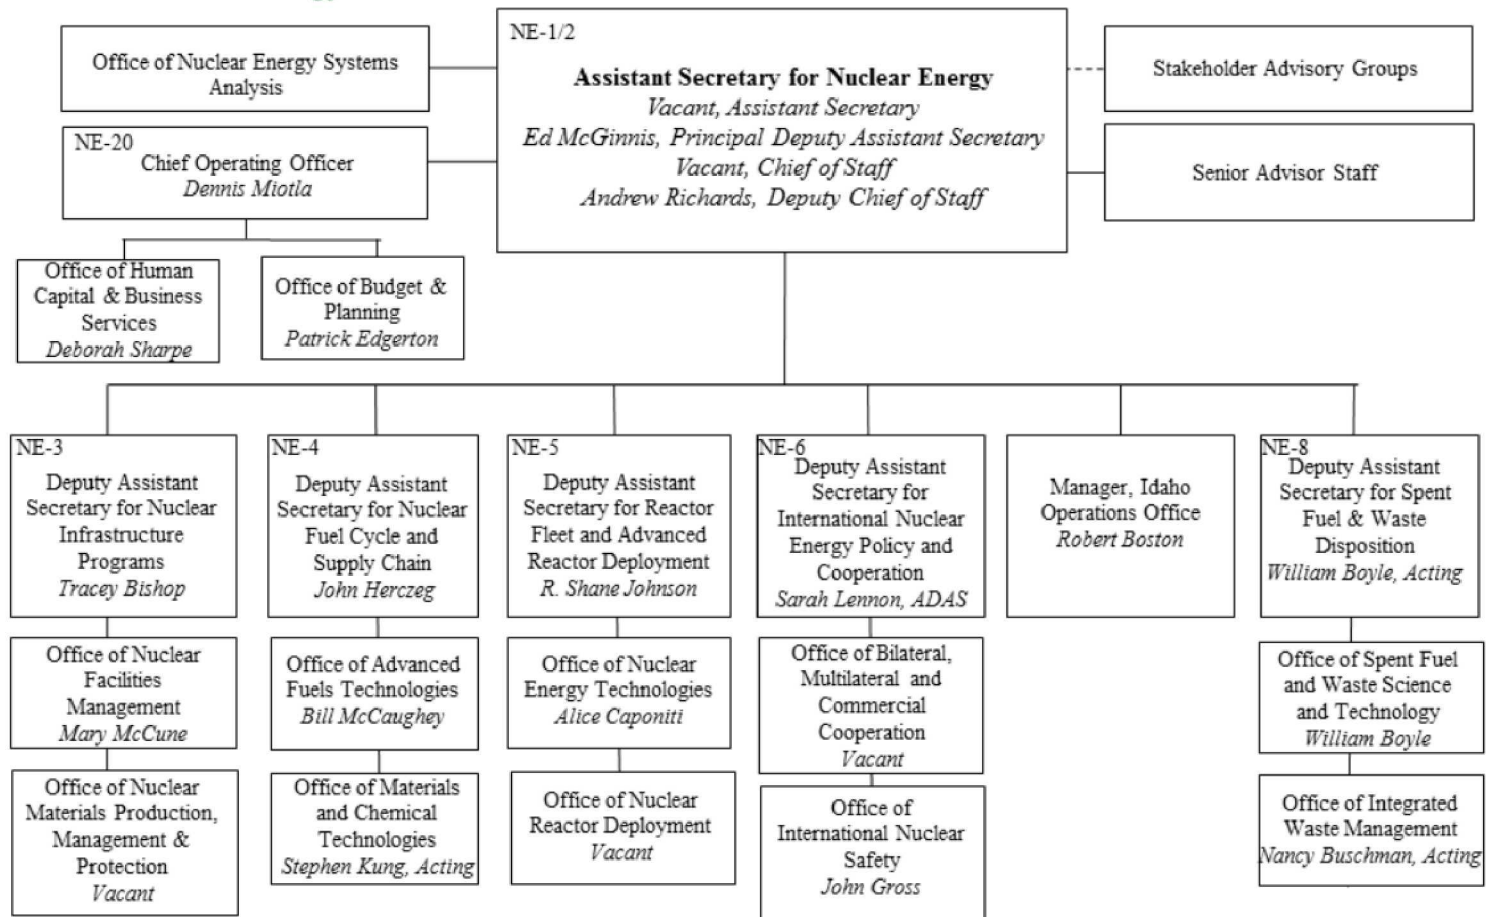 NE-1/2
Assistant Secretary for Nuclear Energy
Vacant, Assistant Secretary
Ed McGinnis, Principal Deputy Assistant Secretary
Vacant, Chief of Staff
Andrew Richards, Deputy Chief of Staff
Office of Nuclear Energy Systems
Analysis
Stakeholder Advisory Groups
NE-20
Chief Operating Officer
Dennis Miotla
Senior Advisor Staff
Office of Human
Capital & Business
Services
Deborah Sharpe
Office of Budget &
Planning
Patrick Edgerton
NE-3
Deputy Assistant
Secretary for Nuclear
Infrastructure
Programs
Tracey Bishop
NE-4
Deputy Assistant
Secretary for Nuclear
Fuel Cycle and
Supply Chain
John Herczeg
NE-5
Deputy Assistant
Secretary for Reactor
Fleet and Advanced
Reactor Deployment
R. Shane Johnson
NE-6
Deputy Assistant
Secretary for
International Nuclear
Energy Policy and
Cooperation
Sarah Lennon, ADAS
Manager, Idaho
Operations Office
Robert Boston
NE-8
Deputy Assistant
Secretary for Spent
Fuel & Waste
Disposition
William Boyle, Acting
Office of Nuclear
Facilities
Management
Mary McCune
Office of Advanced
Fuels Technologies
Bill McCaughey
Office of Nuclear
Energy Technologies
Alice Caponiti
Office of Bilateral,
Multilateral and
Commercial
Cooperation
Vacant
Office of Spent Fuel
and Waste Science
and Technology
William Boyle
Office of Nuclear
Materials Production,
Management &
Protection
Vacant
Office of Materials
and Chemical
Technologies
Stephen Kung, Acting
Office of Nuclear
Reactor Deployment
Vacant
Office of
International Nuclear
Safety
John Gross
Office of Integrated
Waste Management
Nancy Buschman, Acting